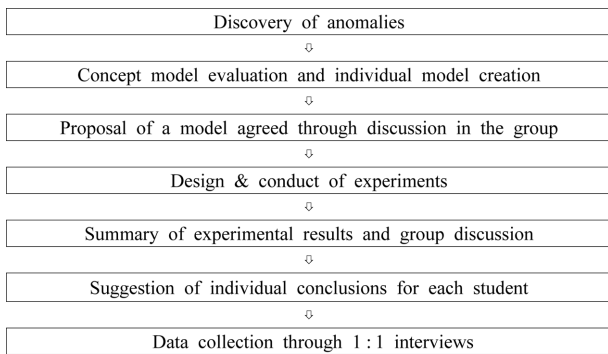 Discovery of anomalies
⇩
Concept model evaluation and individual model creation
⇩
Proposal of a model agreed through discussion in the group
⇩
Design & conduct of experiments
⇩
Summary of experimental results and group discussion
⇩
Suggestion of individual conclusions for each student
⇩
Data collection through 1 : 1 interviews